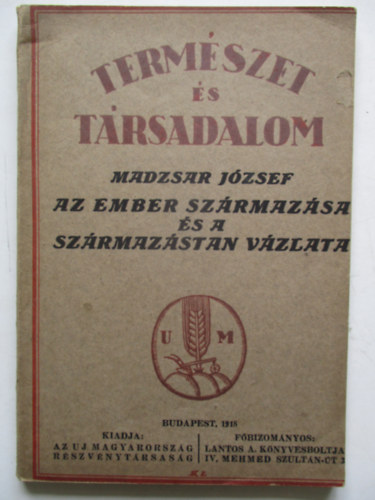 TERMÉSZET
ÉS
TÁRSADALOM
MADZSAR JÓZSEF
AZ EMBER SZÁRMAZÁSA
ÉS A
SZÁRMAZÁSTAN VÁZLATA
U M
BUDAPEST, 1918
KIADJA:
AZ UJ MAGYARORSZAG
RÉSZVÉNYTÁRSASÁG
FŐBIZOMÁNYOS:
LANTOS A. KÖNYVESBOLTJA
IV. MEHMED SZULTÁN-ÚT